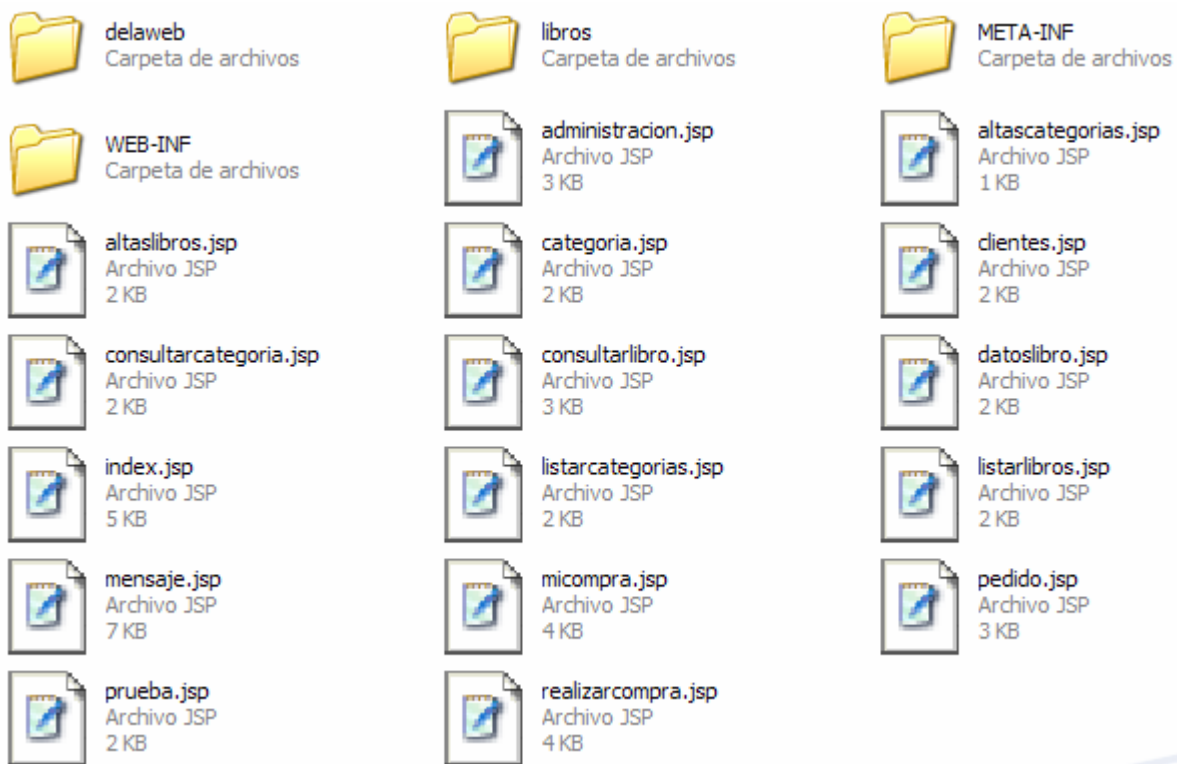 delaweb
Carpeta de archivos
libros
Carpeta de archivos
META-INF
Carpeta de archivos
WEB-INF
Carpeta de archivos
administracion.jsp
Archivo JSP
3 KB
altascategorias.jsp
Archivo JSP
1 KB
altaslibros.jsp
Archivo JSP
2 KB
categoria.jsp
Archivo JSP
2 KB
clientes.jsp
Archivo JSP
2 KB
consultarcategoria.jsp
Archivo JSP
2 KB
consultarlibro.jsp
Archivo JSP
3 KB
datoslibro.jsp
Archivo JSP
2 KB
index.jsp
Archivo JSP
5 KB
listarcategorias.jsp
Archivo JSP
2 KB
listarlibros.jsp
Archivo JSP
2 KB
mensaje.jsp
Archivo JSP
7 KB
micompra.jsp
Archivo JSP
4 KB
pedido.jsp
Archivo JSP
3 KB
prueba.jsp
Archivo JSP
2 KB
realizarcompra.jsp
Archivo JSP
4 KB